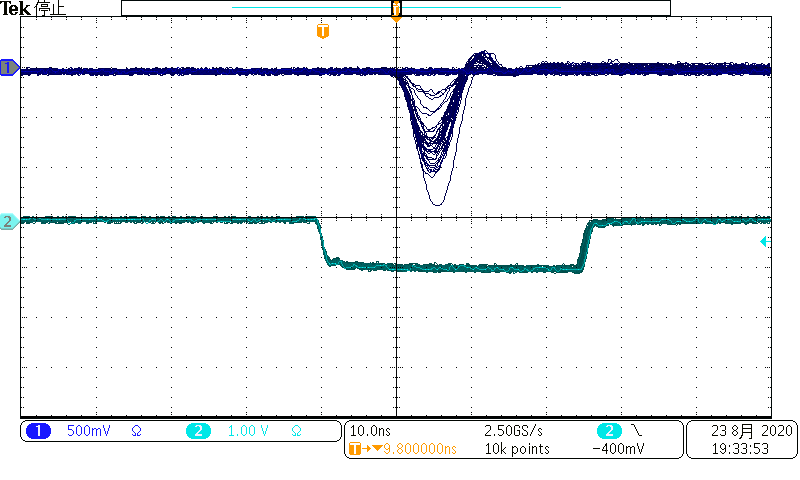 Tek 停止
T
1
2
1 500mV Ω 2 1.00 V Ω
10.0ns 2.50GS/s 2
T→▼9.800000ns 10k points −400mV
23 8月 2020
19:33:53